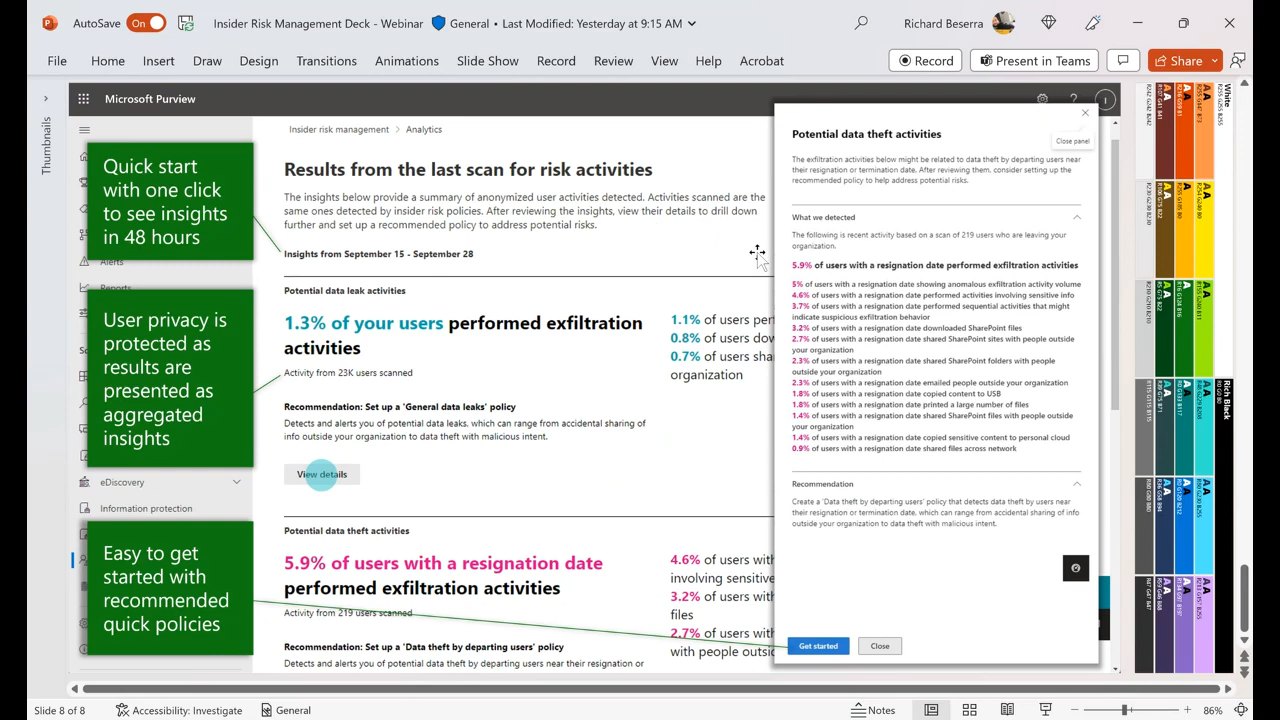 AutoSave On
Insider Risk Management Deck - Webinar
General • Last Modified: Yesterday at 9:15 AM
Richard Beserra
File Home Insert Draw Design Transitions Animations Slide Show Record Review View Help Acrobat
Record
Present in Teams
Share
Thumbnails
Microsoft Purview
Insider risk management
Analytics
Results from the last scan for risk activities
The insights below provide a summary of anonymized user activities detected. Activities scanned are the
same ones detected by insider risk policies. After reviewing the insights, view their details to drill down
further and set up a recommended policy to address potential risks.
Insights from September 15 - September 28
Quick start
with one click
to see insights
in 48 hours
Alerts
Reports
User privacy is
protected as
results are
presented as
aggregated
insights
eDiscovery
Information protection
Easy to get
started with
recommended
quick policies
Potential data leak activities
1.3% of your users performed exfiltration
activities
Activity from 23K users scanned
1.1% of users
0.8% of users
0.7% of users
organization
Recommendation: Set up a 'General data leaks' policy
Detects and alerts you of potential data leaks, which can range from accidental sharing of
info outside your organization to data theft with malicious intent.
View details
Potential data theft activities
5.9% of users with a resignation date
performed exfiltration activities
Activity from 219 users scanned
4.6% of users
involving
3.2% of users
files
2.7% of users
with people
Recommendation: Set up a 'Data theft by departing users' policy
Detects and alerts you of potential data theft by departing users near their resignation or
Potential data theft activities
Close panel
The exfiltration activities below might be related to data theft by departing users near
their resignation or termination date. After reviewing them, consider setting up the
recommended policy to help address potential risks.
What we detected
The following is recent activity based on a scan of 219 users who are leaving your
organization.
5.9% of users with a resignation date performed exfiltration activities
5% of users with a resignation date showing anomalous exfiltration activity volume
4.6% of users with a resignation date performed activities involving sensitive info
3.7% of users with a resignation date performed sequential activities that might
indicate suspicious exfiltration behavior
3.2% of users with a resignation date downloaded SharePoint files
2.7% of users with a resignation date shared SharePoint sites with people outside
your organization
2.3% of users with a resignation date shared SharePoint folders with people
outside your organization
2.3% of users with a resignation date emailed people outside your organization
1.8% of users with a resignation date copied content to USB
1.8% of users with a resignation date printed a large number of files
1.4% of users with a resignation date shared SharePoint files with people outside
your organization
1.4% of users with a resignation date copied sensitive content to personal cloud
0.9% of users with a resignation date shared files across network
Recommendation
Create a 'Data theft by departing users' policy that detects data theft by users near
their resignation or termination date, which can range from accidental sharing of info
outside your organization to data theft with malicious intent.
Get started
Close
White
Rich Black
Slide 8 of 8
Accessibility: Investigate
General
Notes
86%